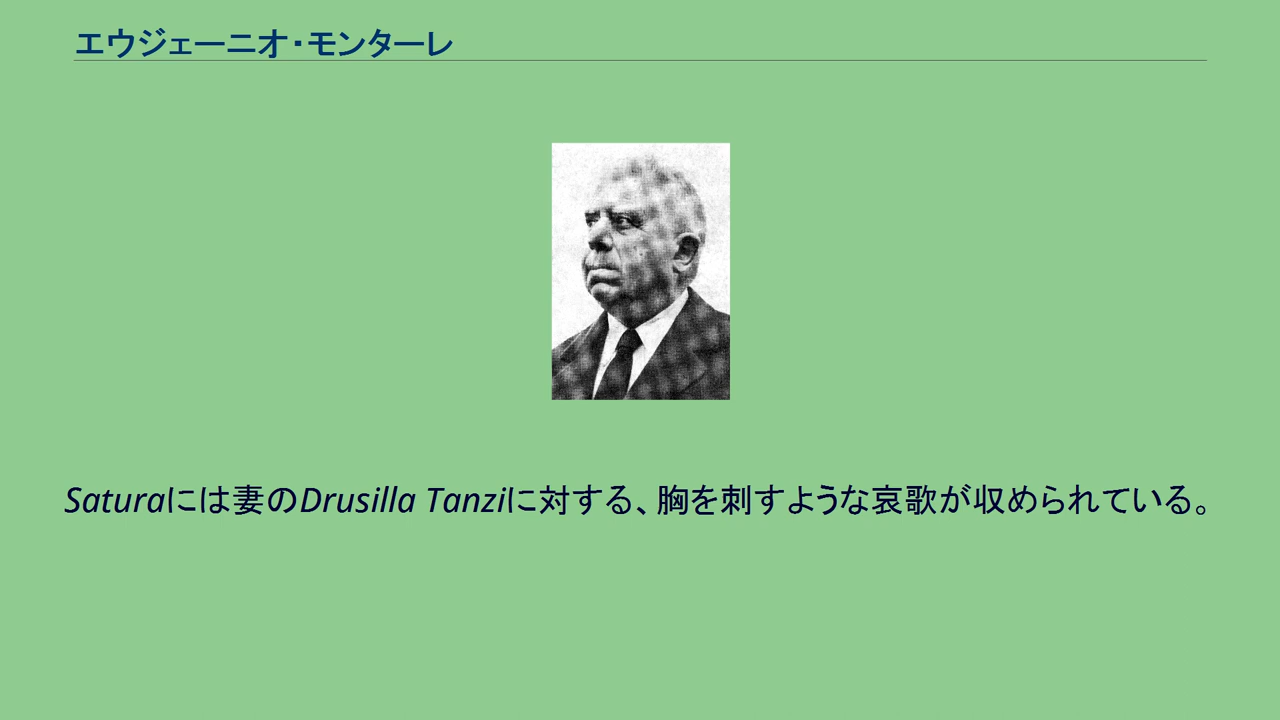 エウジェーニオ・モンターレ
Saturaには妻のDrusilla Tanziに対する、胸を刺すような哀歌が収められている。